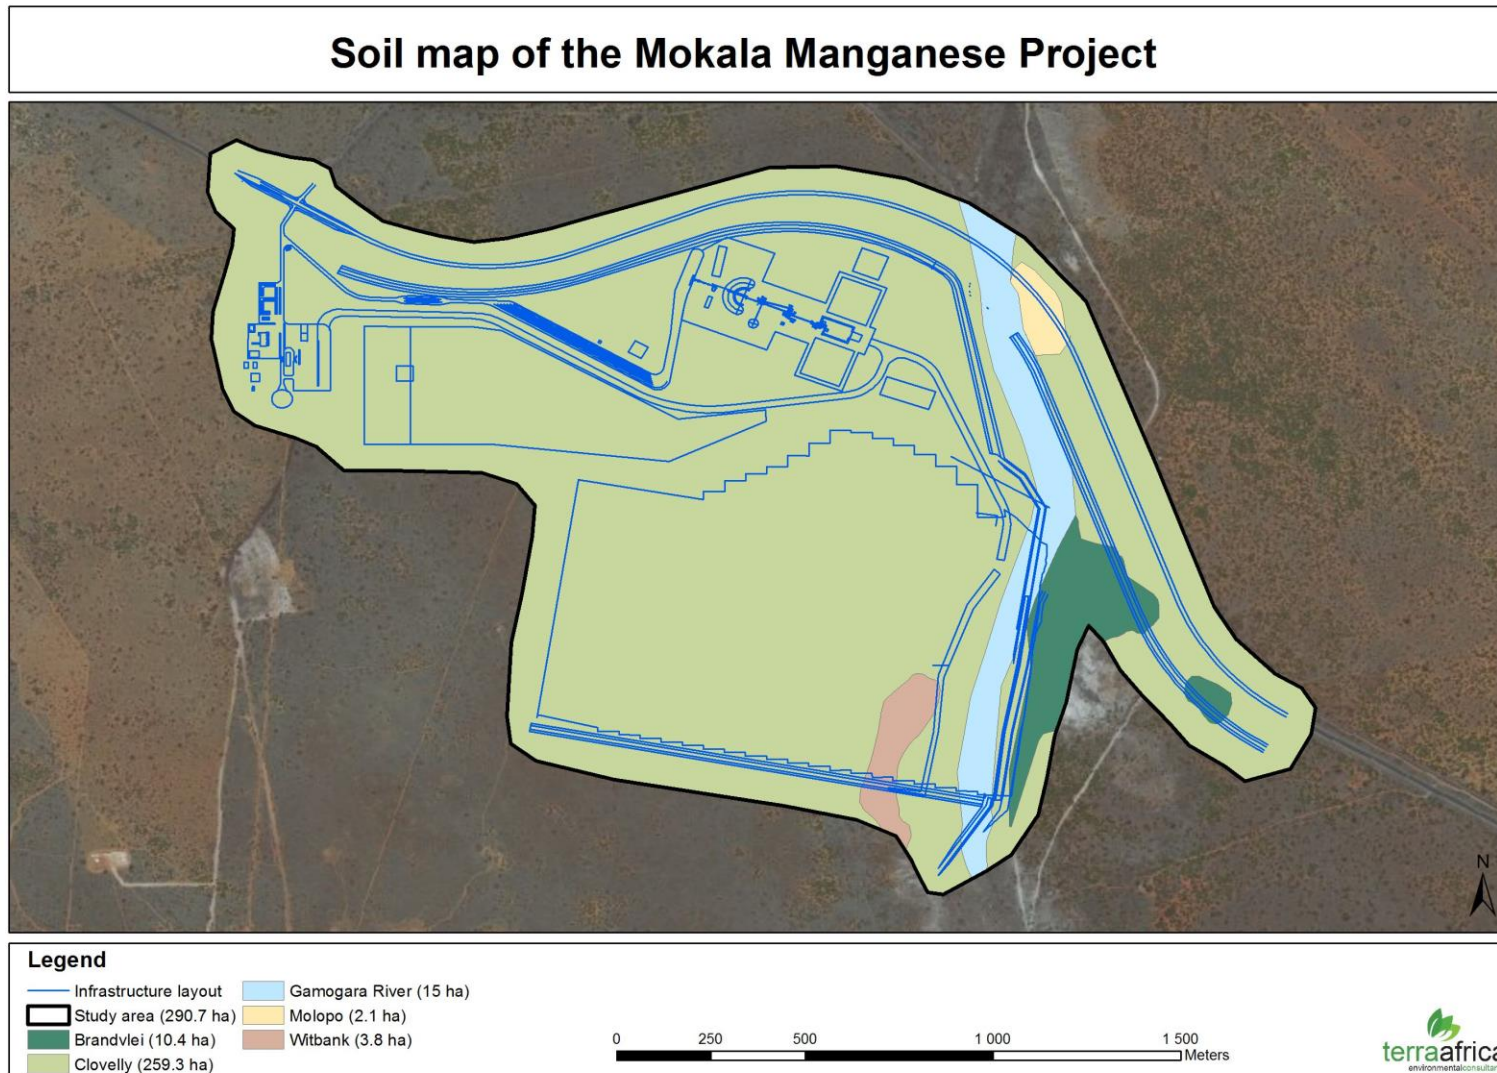 Soil map of the Mokala Manganese Project
N
Legend
Infrastructure layout
Study area (290.7 ha)
Brandvlei (10.4 ha)
Clovelly (259.3 ha)
Gamogara River (15 ha)
Molopo (2.1 ha)
Witbank (3.8 ha)
0 250 500 1 000 1 500
Meters
terraafrica
environmentalconsultan